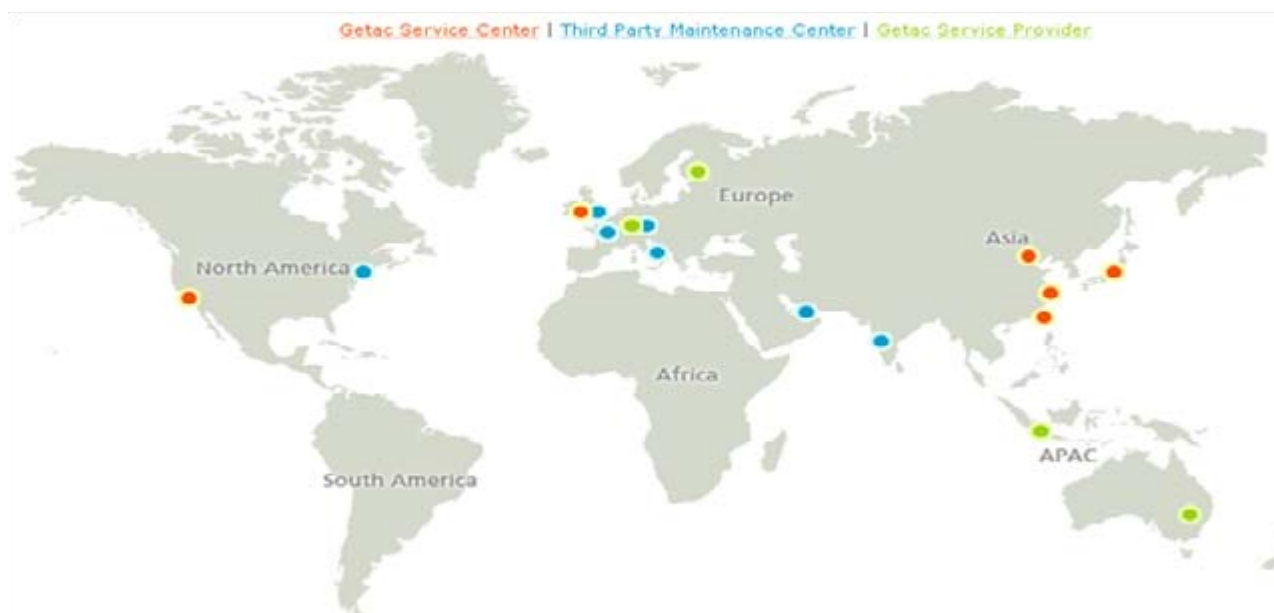 Getac Service Center | Third Party Maintenance Center | Getac Service Provider
Europe
Asia
North America
Africa
APAC
South America